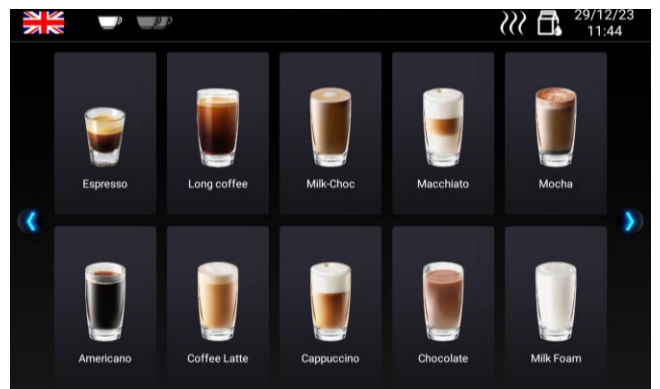 29/12/23
11:44
Espresso
Long coffee
Milk-Choc
Macchiato
Mocha
Americano
Coffee Latte
Cappuccino
Chocolate
Milk Foam